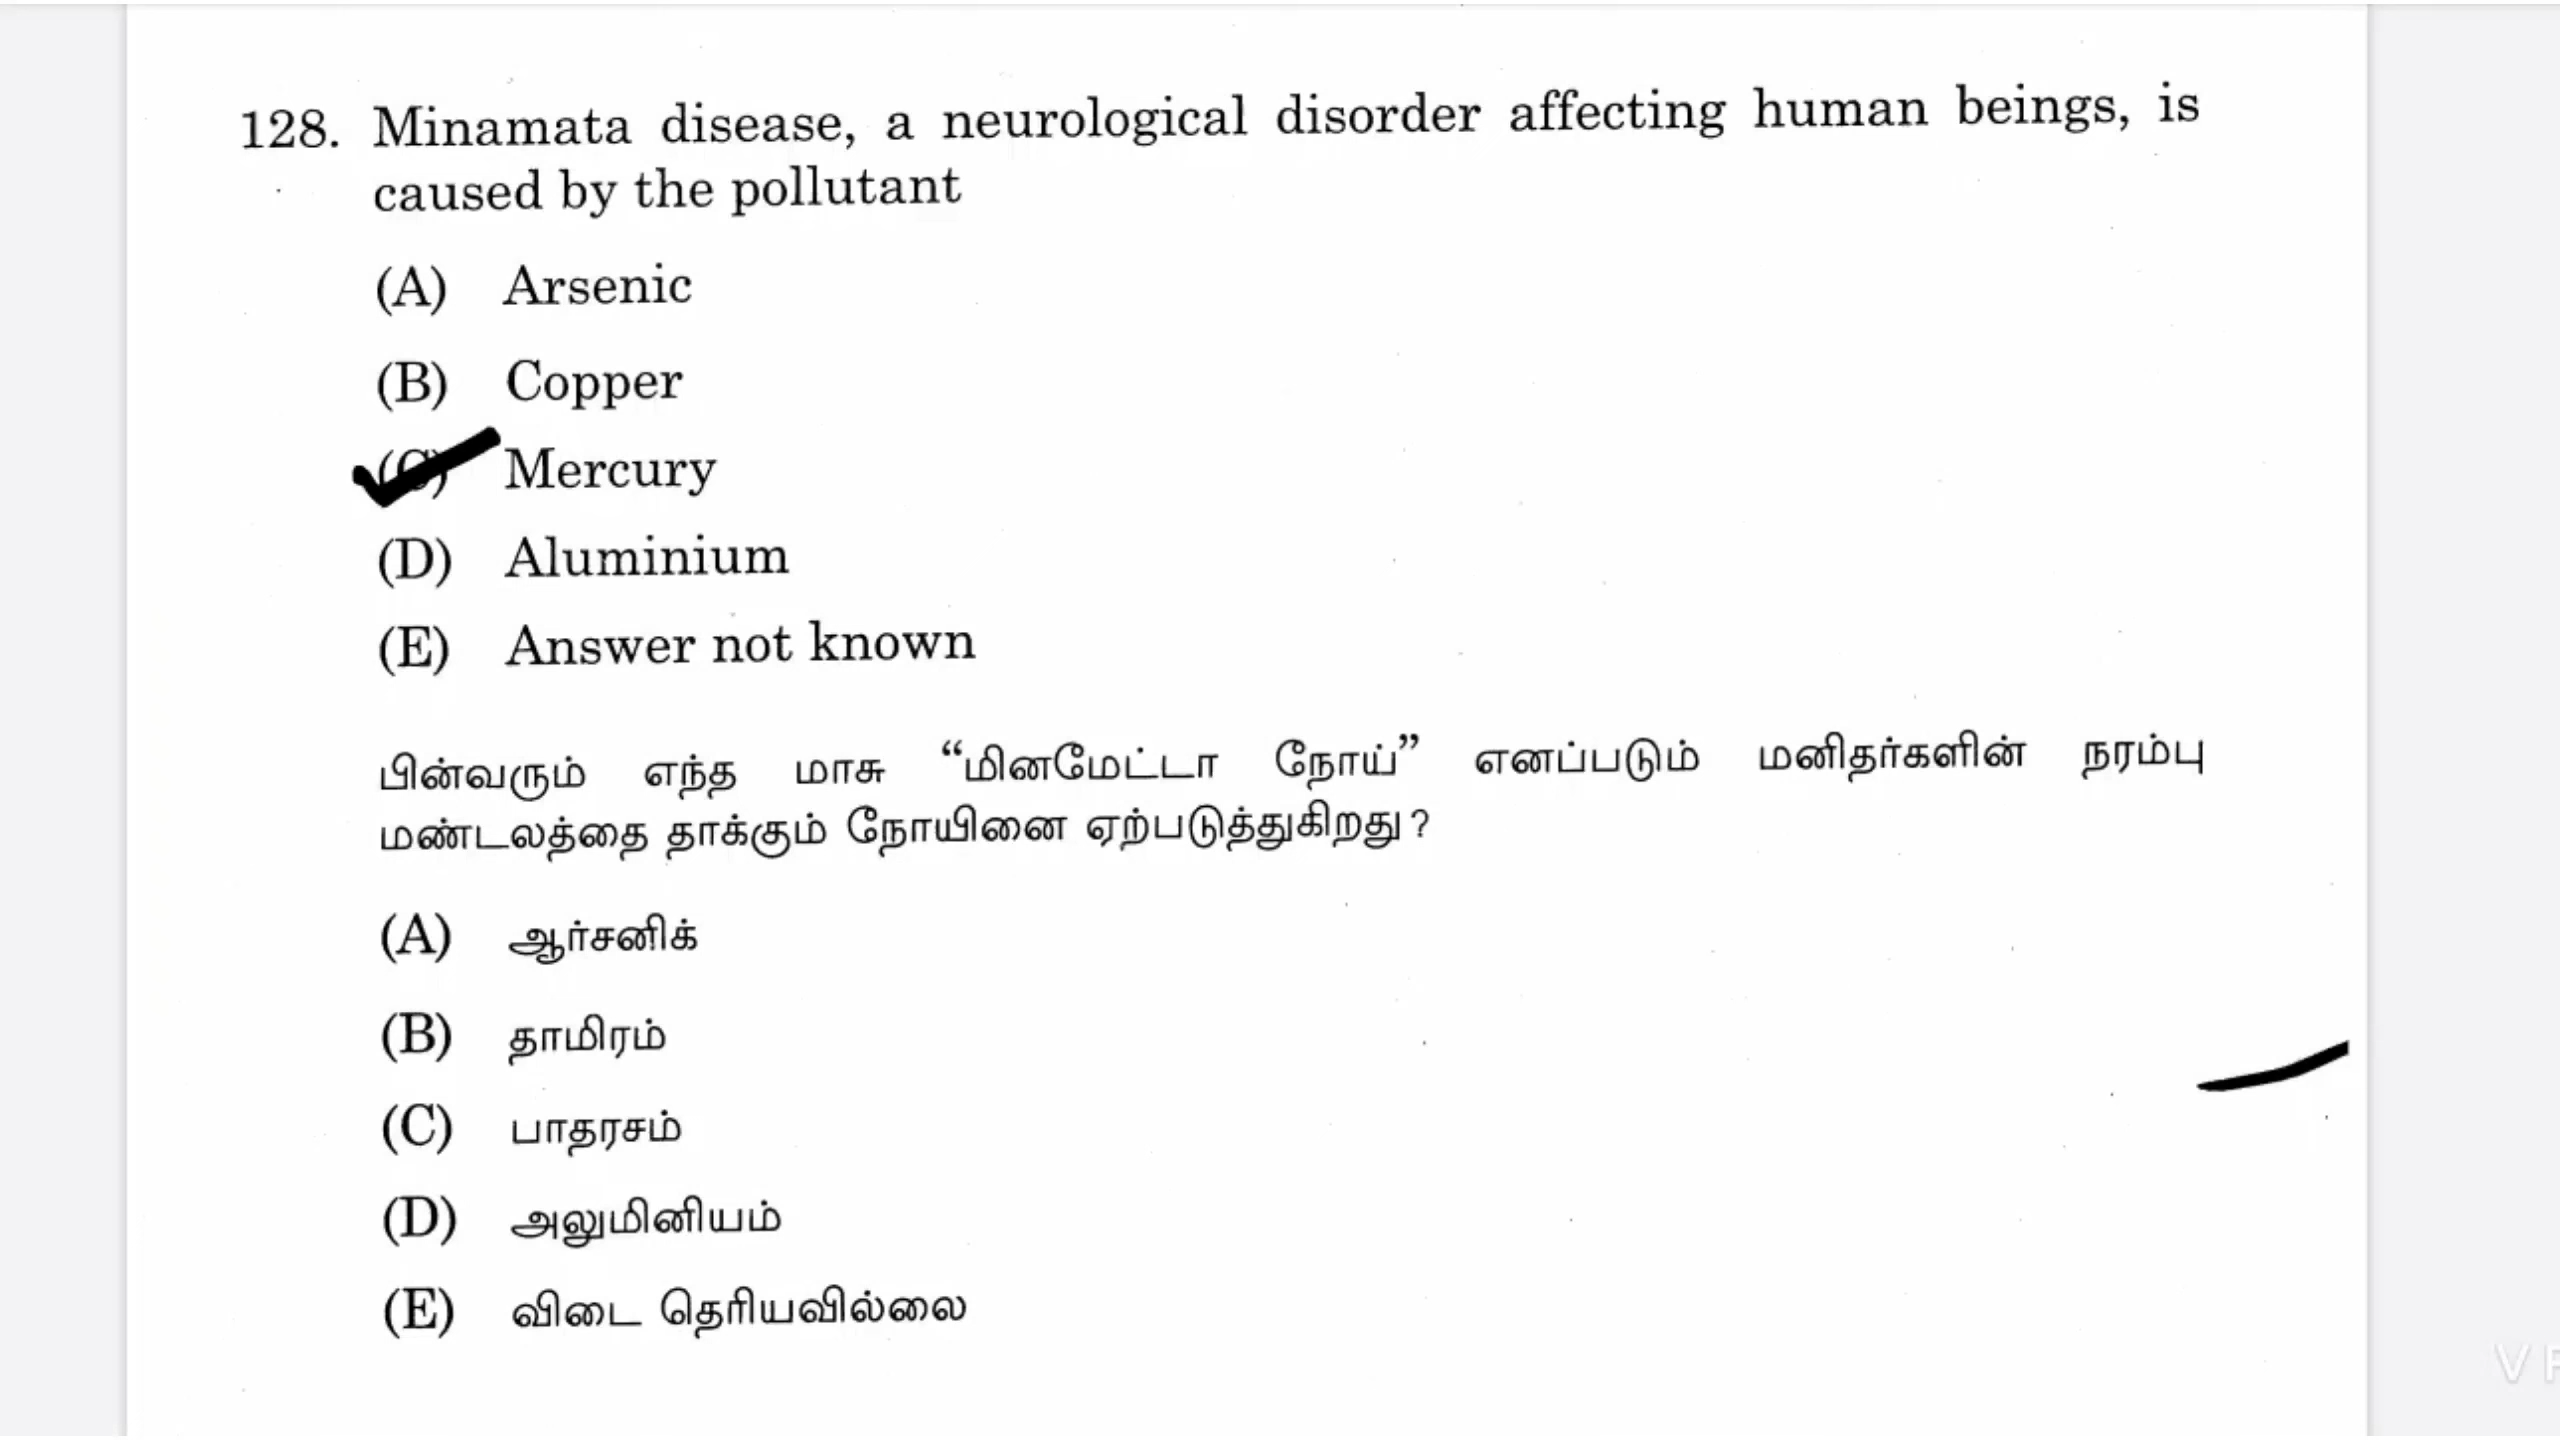 128. Minamata disease, a neurological disorder affecting human beings, is
caused by the pollutant
(A) Arsenic
(B) Copper
(C) Mercury
(D) Aluminium
(E) Answer not known
பின்வரும் எந்த மாசு “மினமேட்டா நோய்” எனப்படும் மனிதர்களின் நரம்பு
மண்டலத்தை தாக்கும் நோயினை ஏற்படுத்துகிறது?
(A) ஆர்சனிக்
(B) தாமிரம்
(C) பாதரசம்
(D) அலுமினியம்
(E) விடை தெரியவில்லை